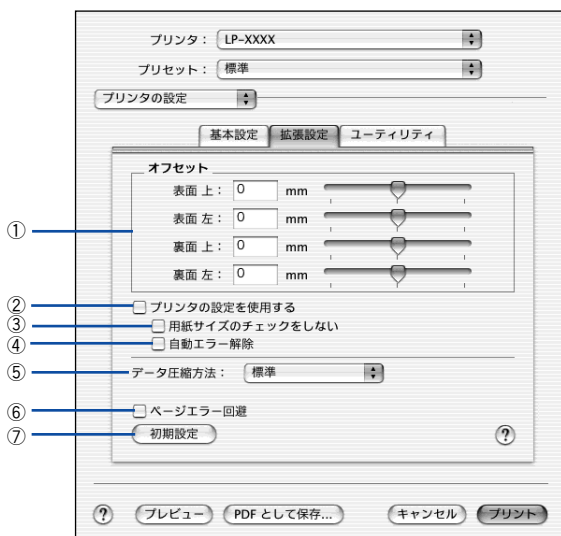 プリンタ： LP-XXXX
プリセット： 標準
プリンタの設定
基本設定 拡張設定 ユーティリティ
オフセット
① 表面 上： 0 mm
表面 左： 0 mm
裏面 上： 0 mm
裏面 左： 0 mm
② プリンタの設定を使用する
③ 用紙サイズのチェックをしない
④ 自動エラー解除
⑤ データ圧縮方法： 標準
⑥ ページエラー回避
⑦ 初期設定 ?
? プレビュー PDF として保存... キャンセル プリント